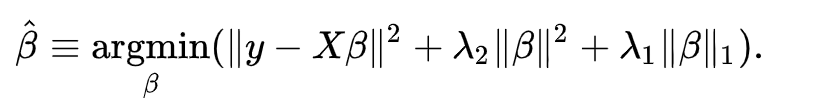 β̂ ≡ argmin(‖y − Xβ‖² + λ₂‖β‖² + λ₁‖β‖₁).
β